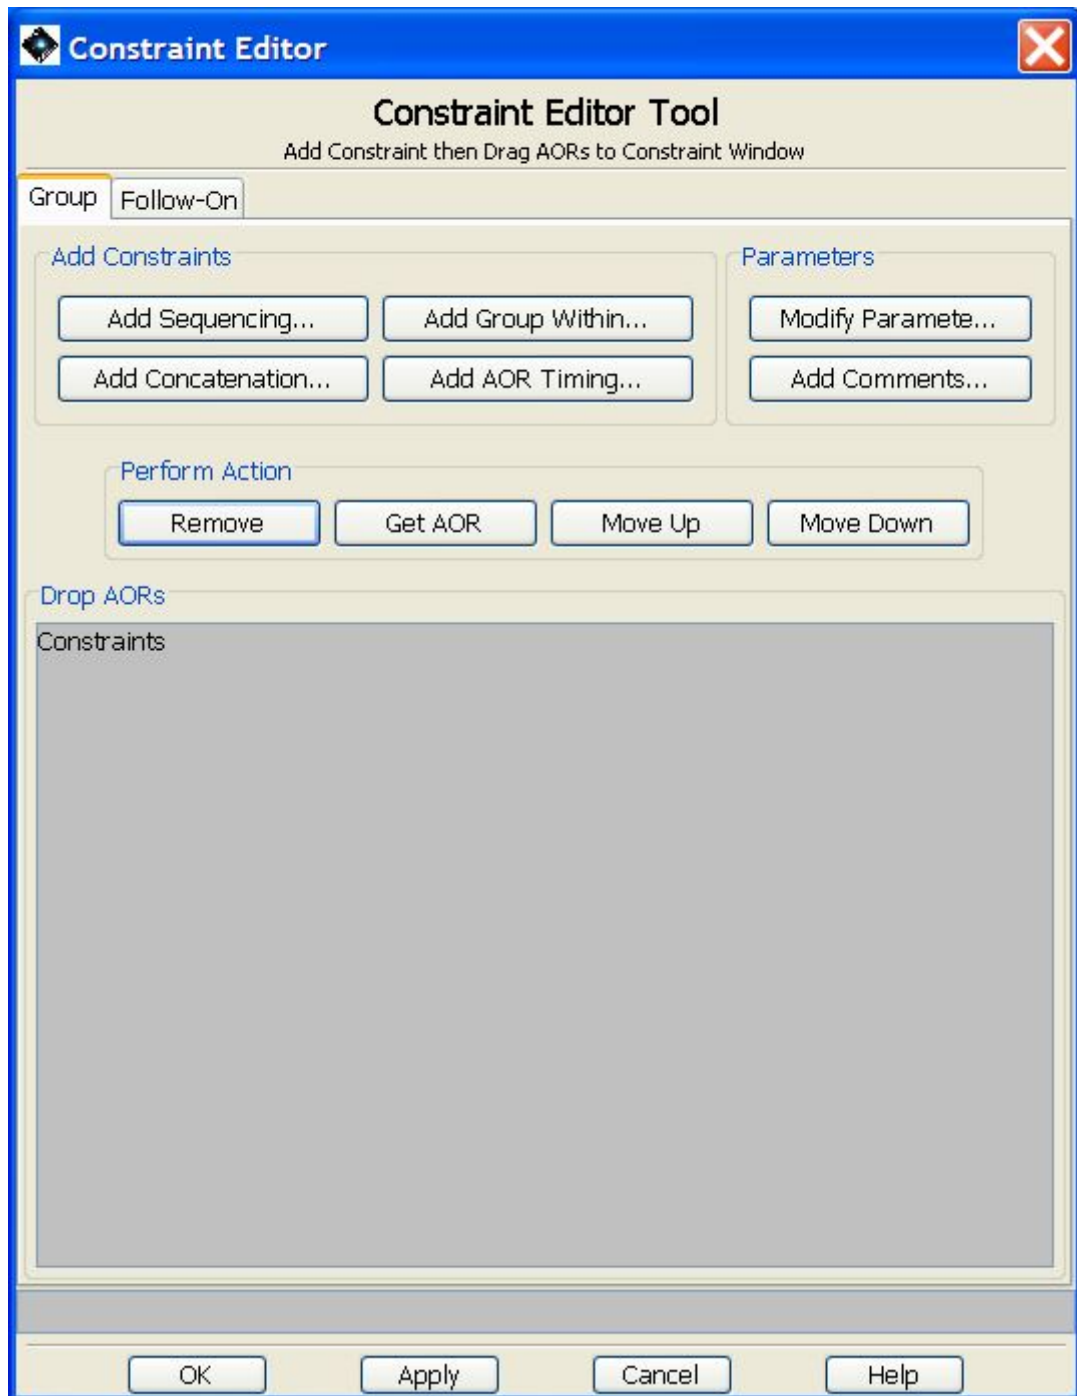 Constraint Editor
Constraint Editor Tool
Add Constraint then Drag AORs to Constraint Window
Group Follow-On
Add Constraints Parameters
Add Sequencing... Add Group Within... Modify Paramete...
Add Concatenation... Add AOR Timing... Add Comments...
Perform Action
Remove Get AOR Move Up Move Down
Drop AORs
Constraints
OK Apply Cancel Help